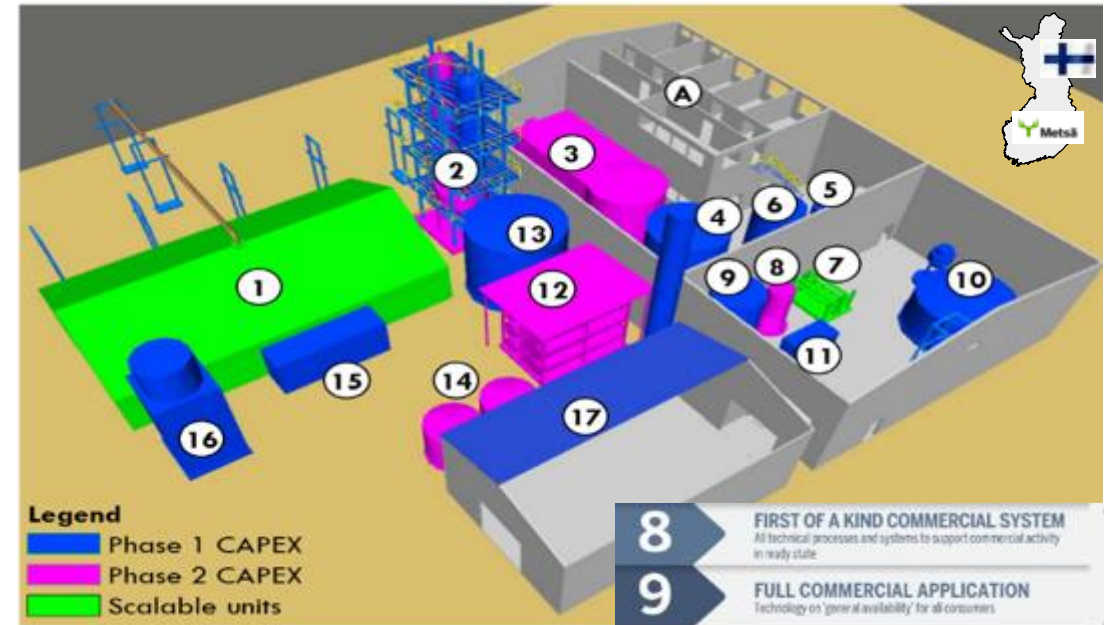 A
Metsä
3
2
5
6
4
13
7
8
9
10
1
12
11
15
14
17
16
Legend
Phase 1 CAPEX
Phase 2 CAPEX
Scalable units
8
FIRST OF A KIND COMMERCIAL SYSTEM
All technical processes and systems to support commercial activity
in ready state
9
FULL COMMERCIAL APPLICATION
Technology on 'general availability' for all consumers